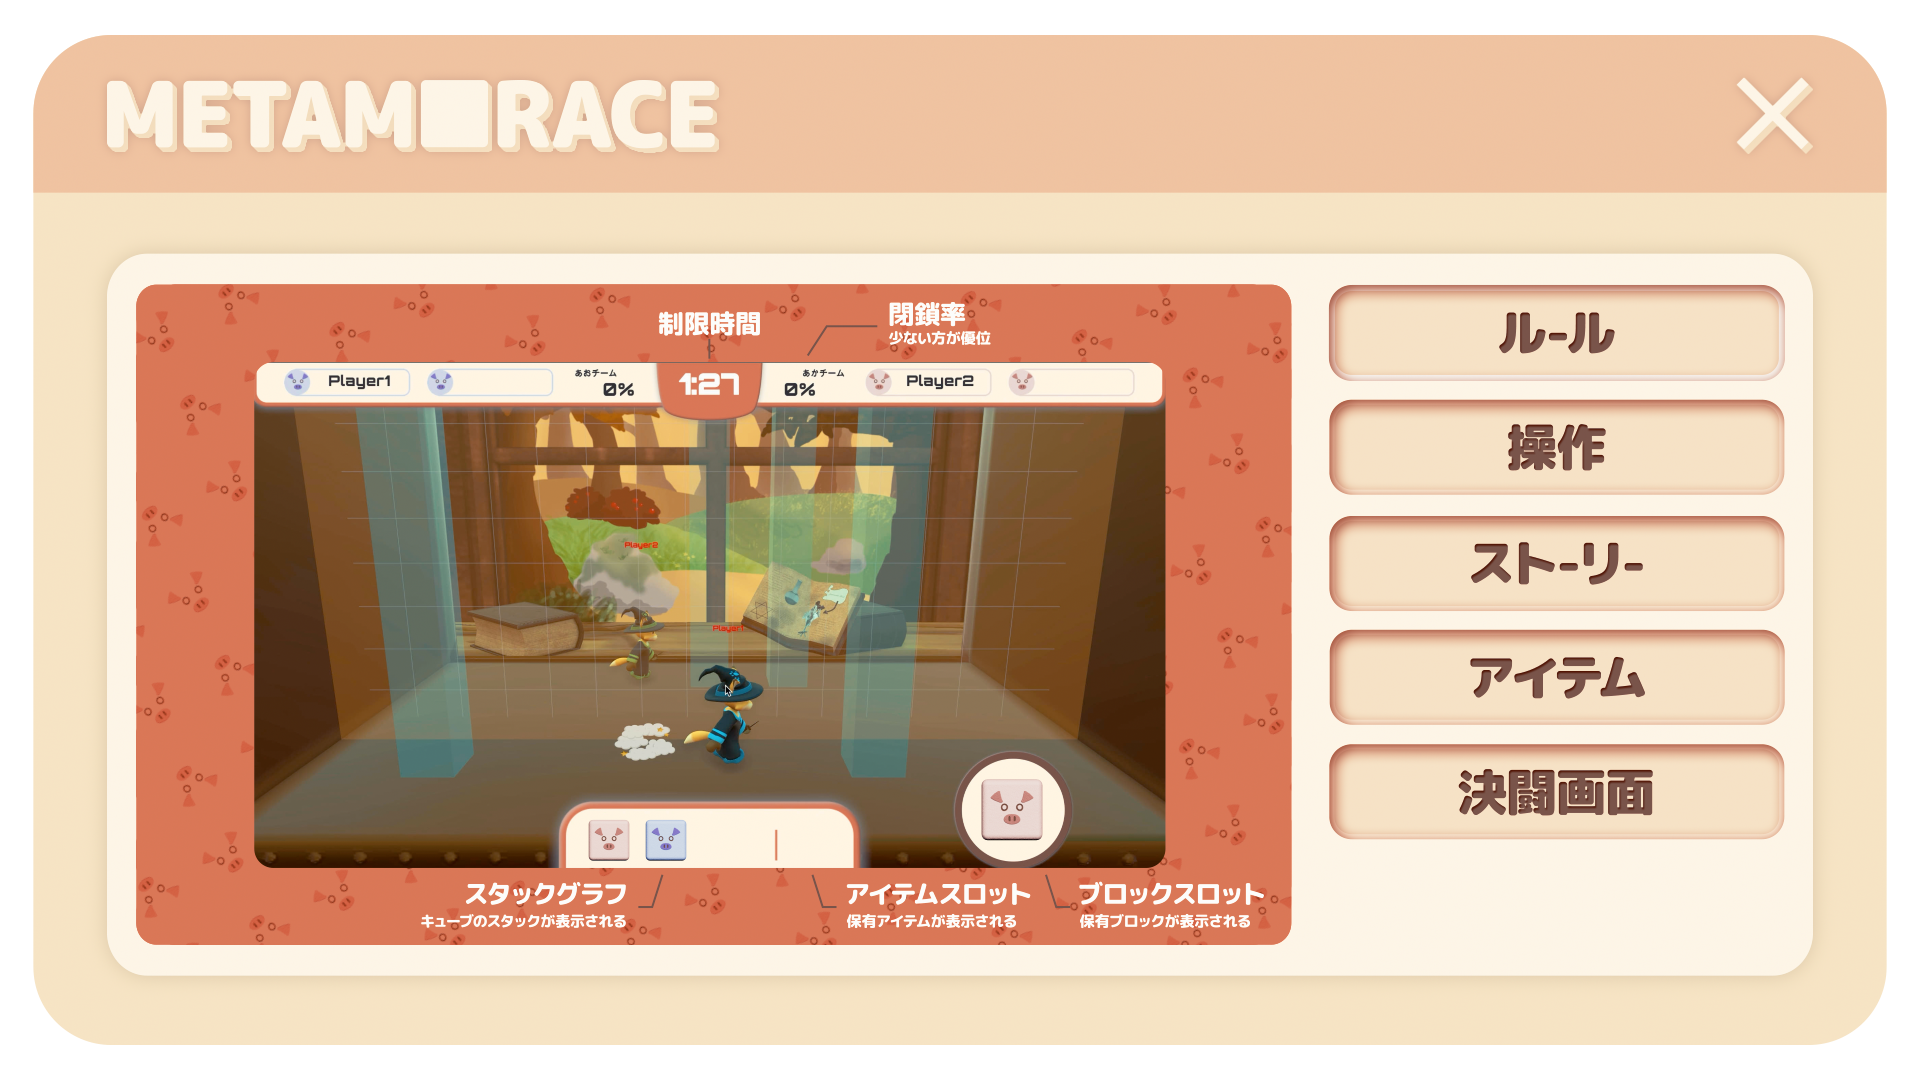 METAM■RACE
制限時間
閉鎖率
少ない方が優位
Player1
あおチーム
0%
1:27
あかチーム
0%
Player2
Player2
Player1
スタックグラフ
キューブのスタックが表示される
アイテムスロット
保有アイテムが表示される
ブロックスロット
保有ブロックが表示される
ルール
操作
ストーリー
アイテム
決闘画面